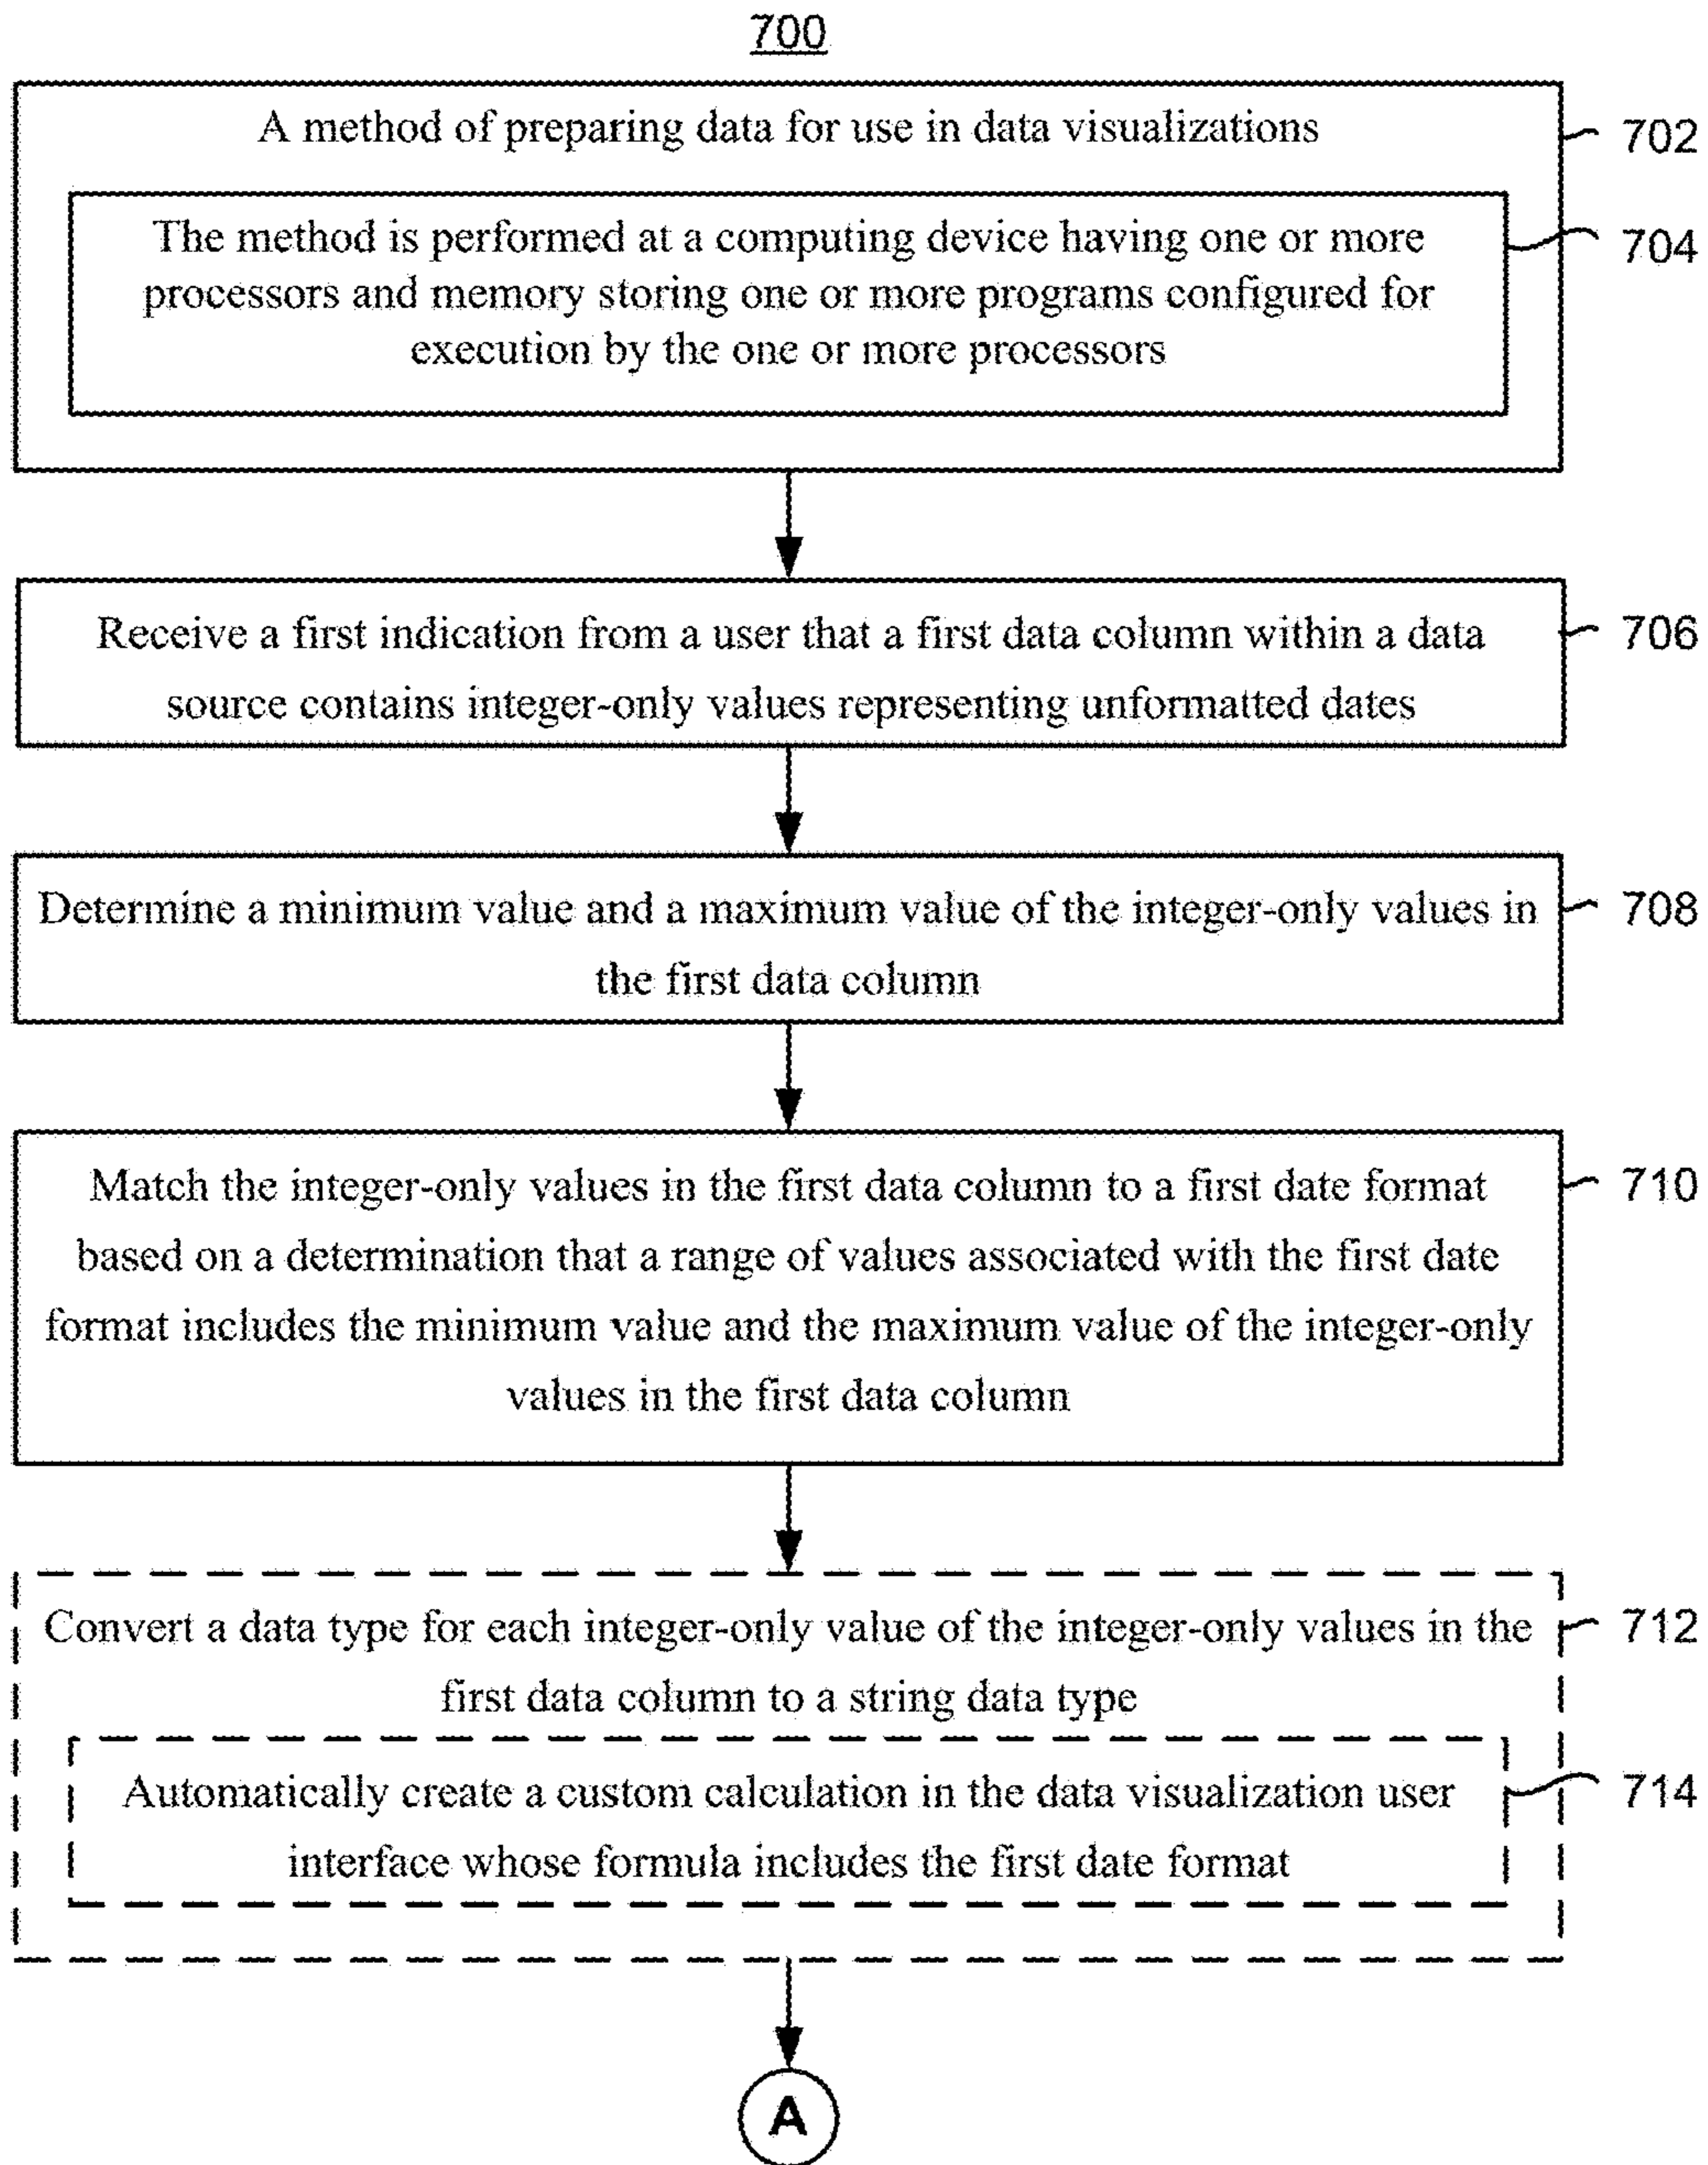 700
A method of preparing data for use in data visualizations
702
The method is performed at a computing device having one or more
704
processors and memory storing one or more programs configured for
execution by the one or more processors
Receive a first indication from a user that a first data column within a data
706
source contains integer-only values representing unformatted dates
Determine a minimum value and a maximum value of the integer-only values in
708
the first data column
Match the integer-only values in the first data column to a first date format
710
based on a determination that a range of values associated with the first date
format includes the minimum value and the maximum value of the integer-only
values in the first data column
Convert a data type for each integer-only value of the integer-only values in the
712
first data column to a string data type
Automatically create a custom calculation in the data visualization user
714
interface whose formula includes the first date format
A